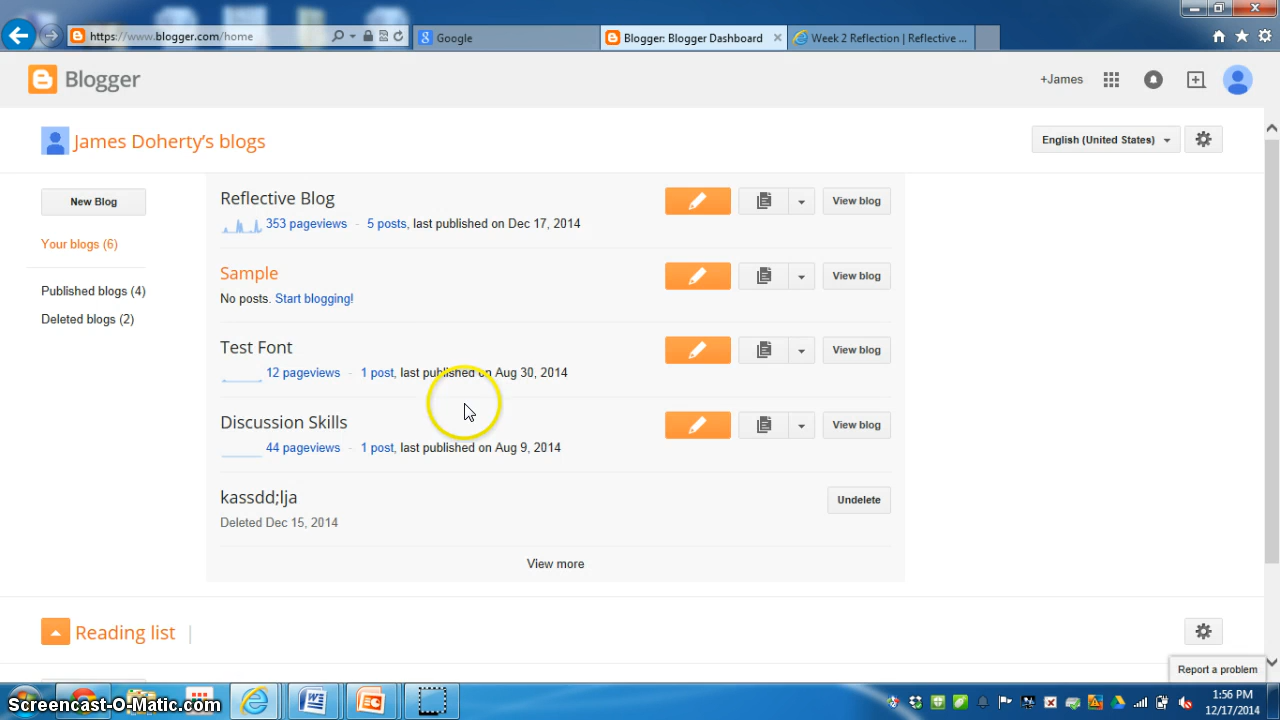 https://www.blogger.com/home
Google
Blogger: Blogger Dashboard
Week 2 Reflection | Reflective ...
Blogger
+James
James Doherty's blogs
English (United States)
New Blog
Your blogs (6)
Published blogs (4)
Deleted blogs (2)
Reflective Blog
353 pageviews - 5 posts, last published on Dec 17, 2014
View blog
Sample
No posts. Start blogging!
View blog
Test Font
12 pageviews - 1 post, last published on Aug 30, 2014
View blog
Discussion Skills
44 pageviews - 1 post, last published on Aug 9, 2014
View blog
kassdd;lja
Deleted Dec 15, 2014
Undelete
View more
Reading list
Report a problem
Screencast-O-Matic.com
1:56 PM
12/17/2014